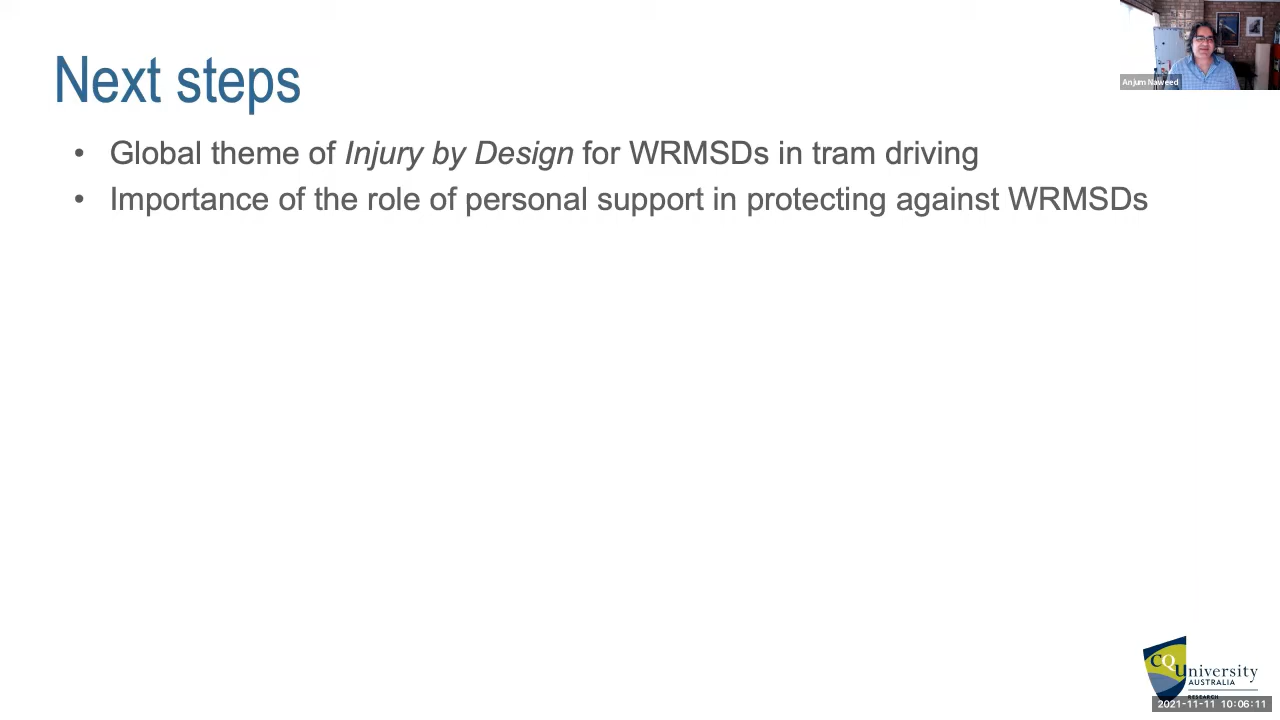 Next steps
• Global theme of Injury by Design for WRMSDs in tram driving
• Importance of the role of personal support in protecting against WRMSDs
Anjum Naweed
CQUniversity
AUSTRALIA
RESEARCH
2021-11-11 10:06:11